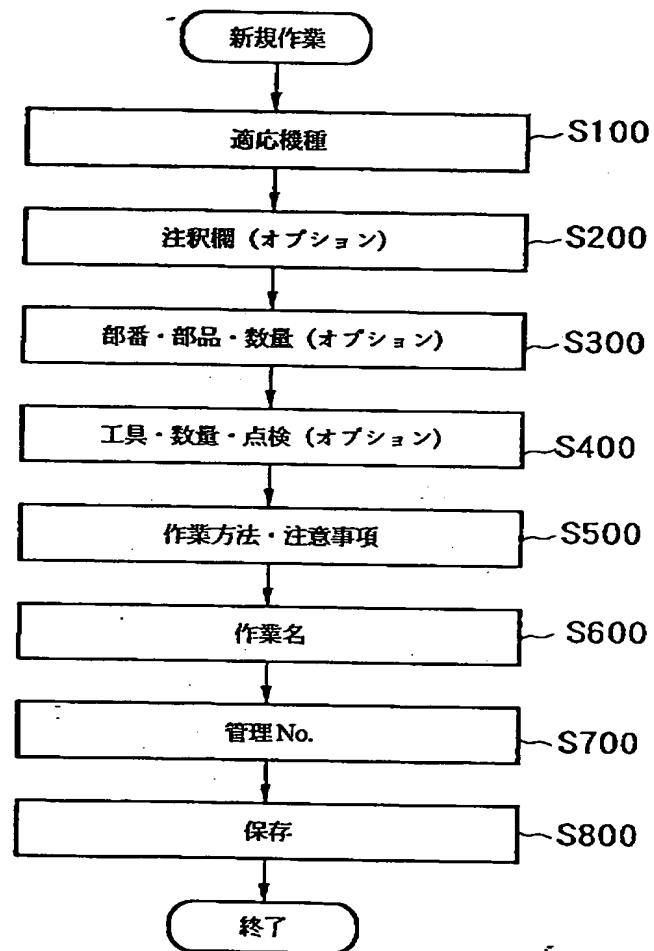 新規作業
適応機種 S100
注釈欄 (オプション) S200
部番・部品・数量 (オプション) S300
工具・数量・点検 (オプション) S400
作業方法・注意事項 S500
作業名 S600
管理No. S700
保存 S800
終了